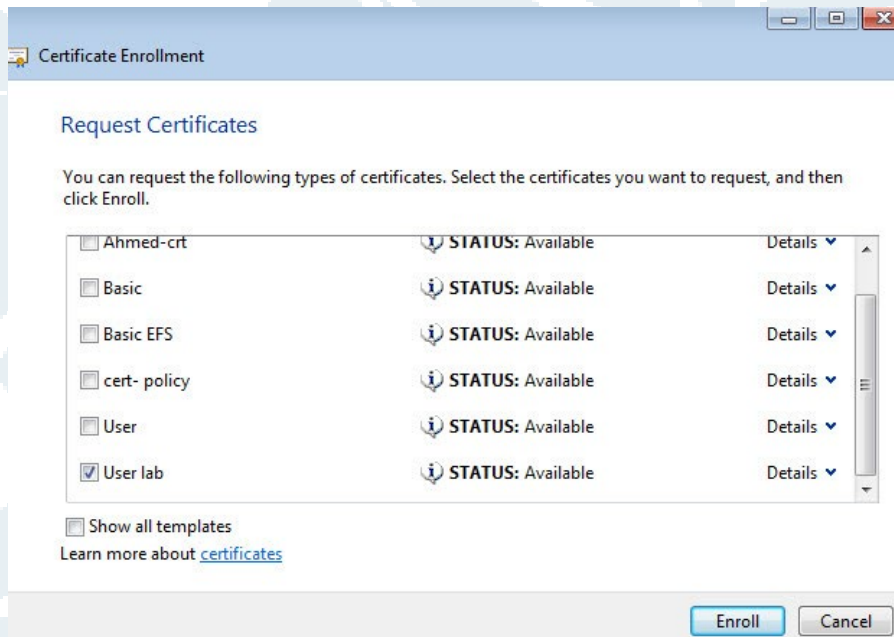 Certificate Enrollment
Request Certificates
You can request the following types of certificates. Select the certificates you want to request, and then
click Enroll.
Ahmed-crt STATUS: Available Details
Basic STATUS: Available Details
Basic EFS STATUS: Available Details
cert- policy STATUS: Available Details
User STATUS: Available Details
User lab STATUS: Available Details
Show all templates
Learn more about certificates
Enroll Cancel